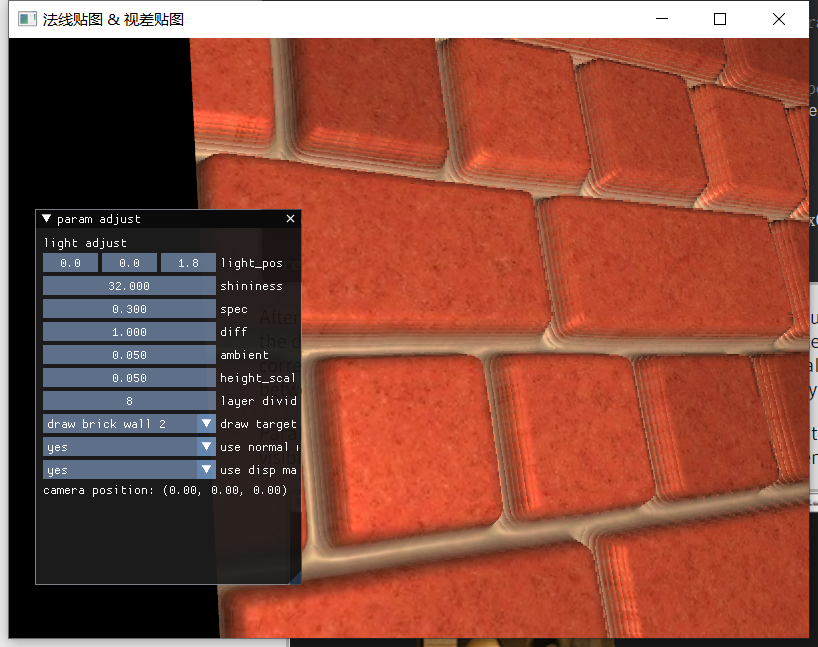 法线贴图 & 视差贴图
param adjust
light adjust
0.0 0.0 1.8 light_pos
32.000 shininess
0.300 spec
1.000 diff
0.050 ambient
0.050 height_scal
8 layer divid
draw brick wall 2 draw target
yes use normal
yes use disp ma
camera position: (0.00, 0.00, 0.00)